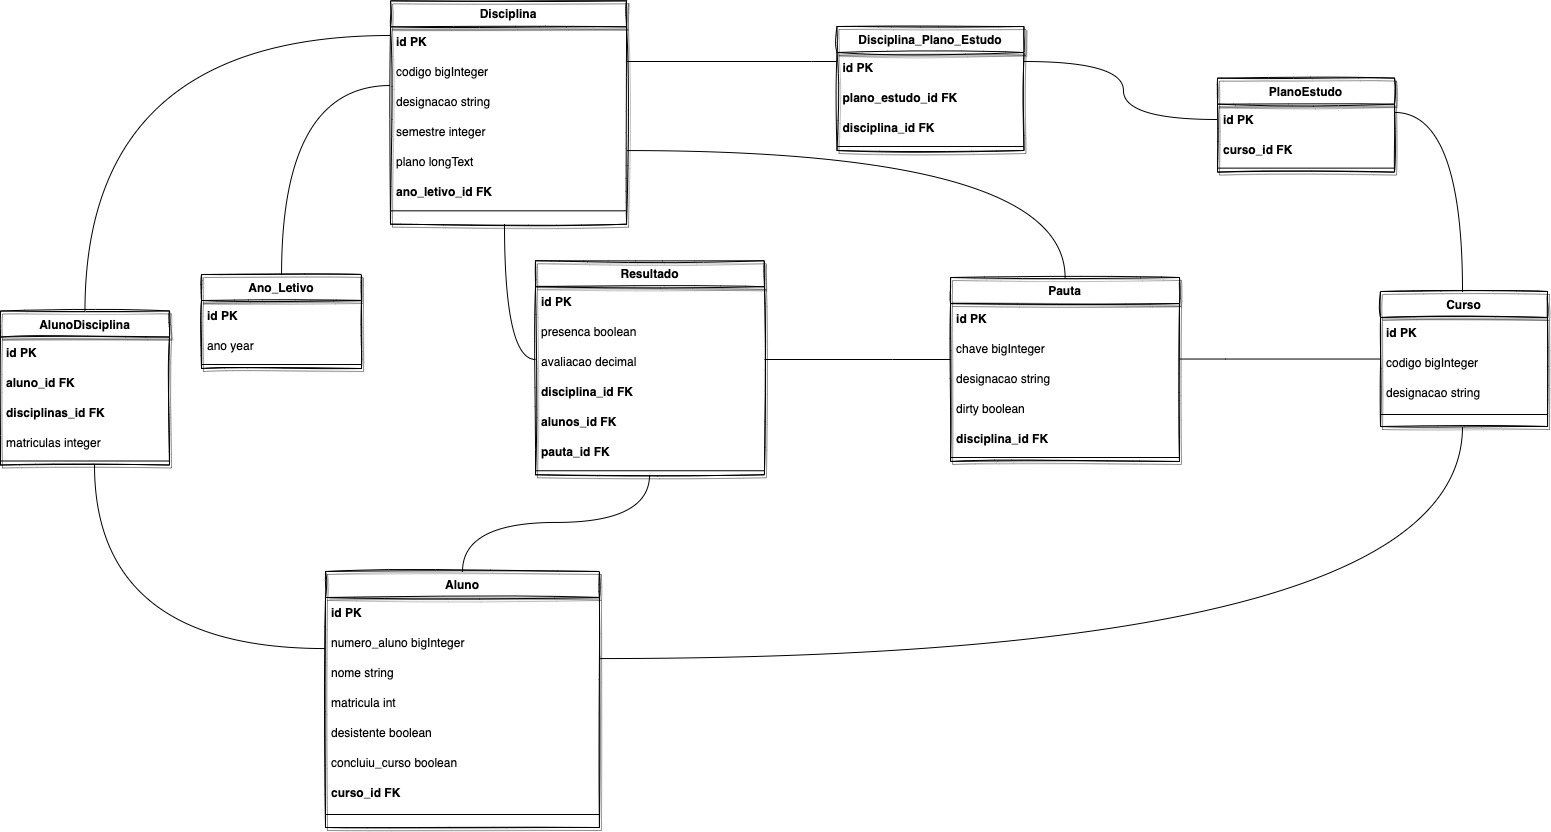 Disciplina
id PK
codigo bigInteger
designacao string
semestre integer
plano longText
ano_letivo_id FK
Disciplina_Plano_Estudo
id PK
plano_estudo_id FK
disciplina_id FK
PlanoEstudo
id PK
curso_id FK
AlunoDisciplina
id PK
aluno_id FK
disciplinas_id FK
matriculas integer
Ano_Letivo
id PK
ano year
Resultado
id PK
presenca boolean
avaliacao decimal
disciplina_id FK
alunos_id FK
pauta_id FK
Pauta
id PK
chave bigInteger
designacao string
dirty boolean
disciplina_id FK
Curso
id PK
codigo bigInteger
designacao string
Aluno
id PK
numero_aluno bigInteger
nome string
matricula int
desistente boolean
concluiu_curso boolean
curso_id FK